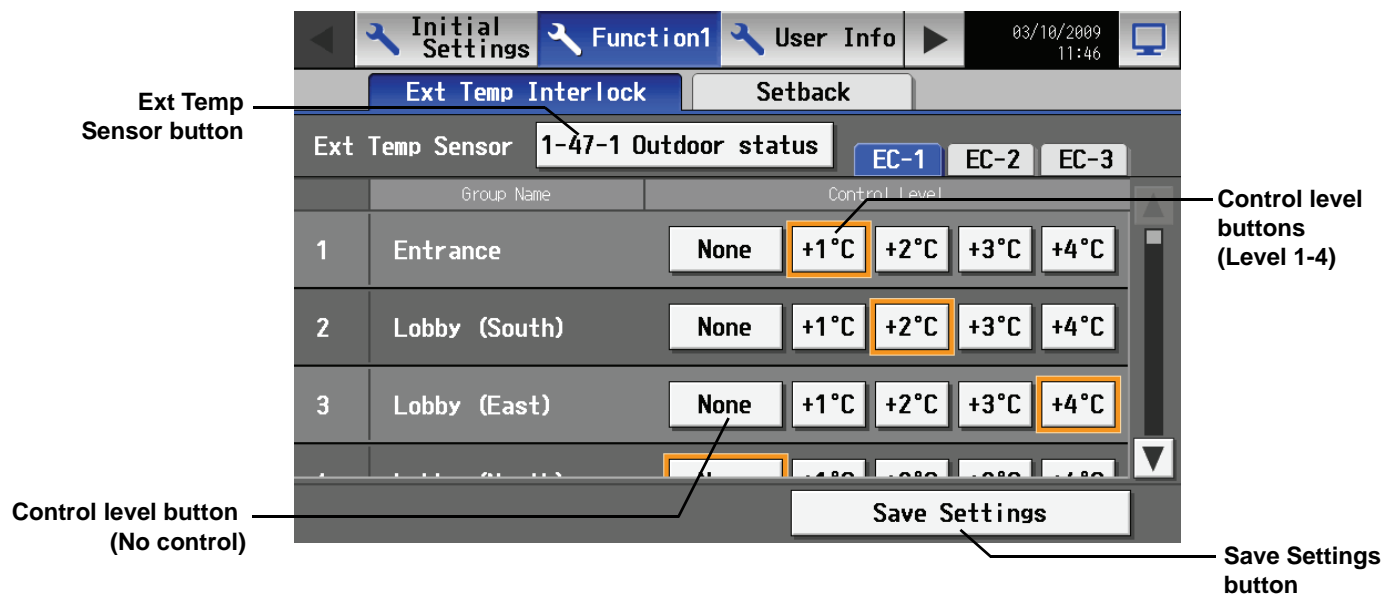 Initial Settings
Function1
User Info
03/10/2009
11:46
Ext Temp Interlock
Setback
Ext Temp Sensor button
Ext Temp Sensor
1-47-1 Outdoor status
EC-1
EC-2
EC-3
Group Name
Control Level
Control level buttons (Level 1-4)
1 Entrance None +1°C +2°C +3°C +4°C
2 Lobby (South) None +1°C +2°C +3°C +4°C
3 Lobby (East) None +1°C +2°C +3°C +4°C
Control level button (No control)
Save Settings
Save Settings button